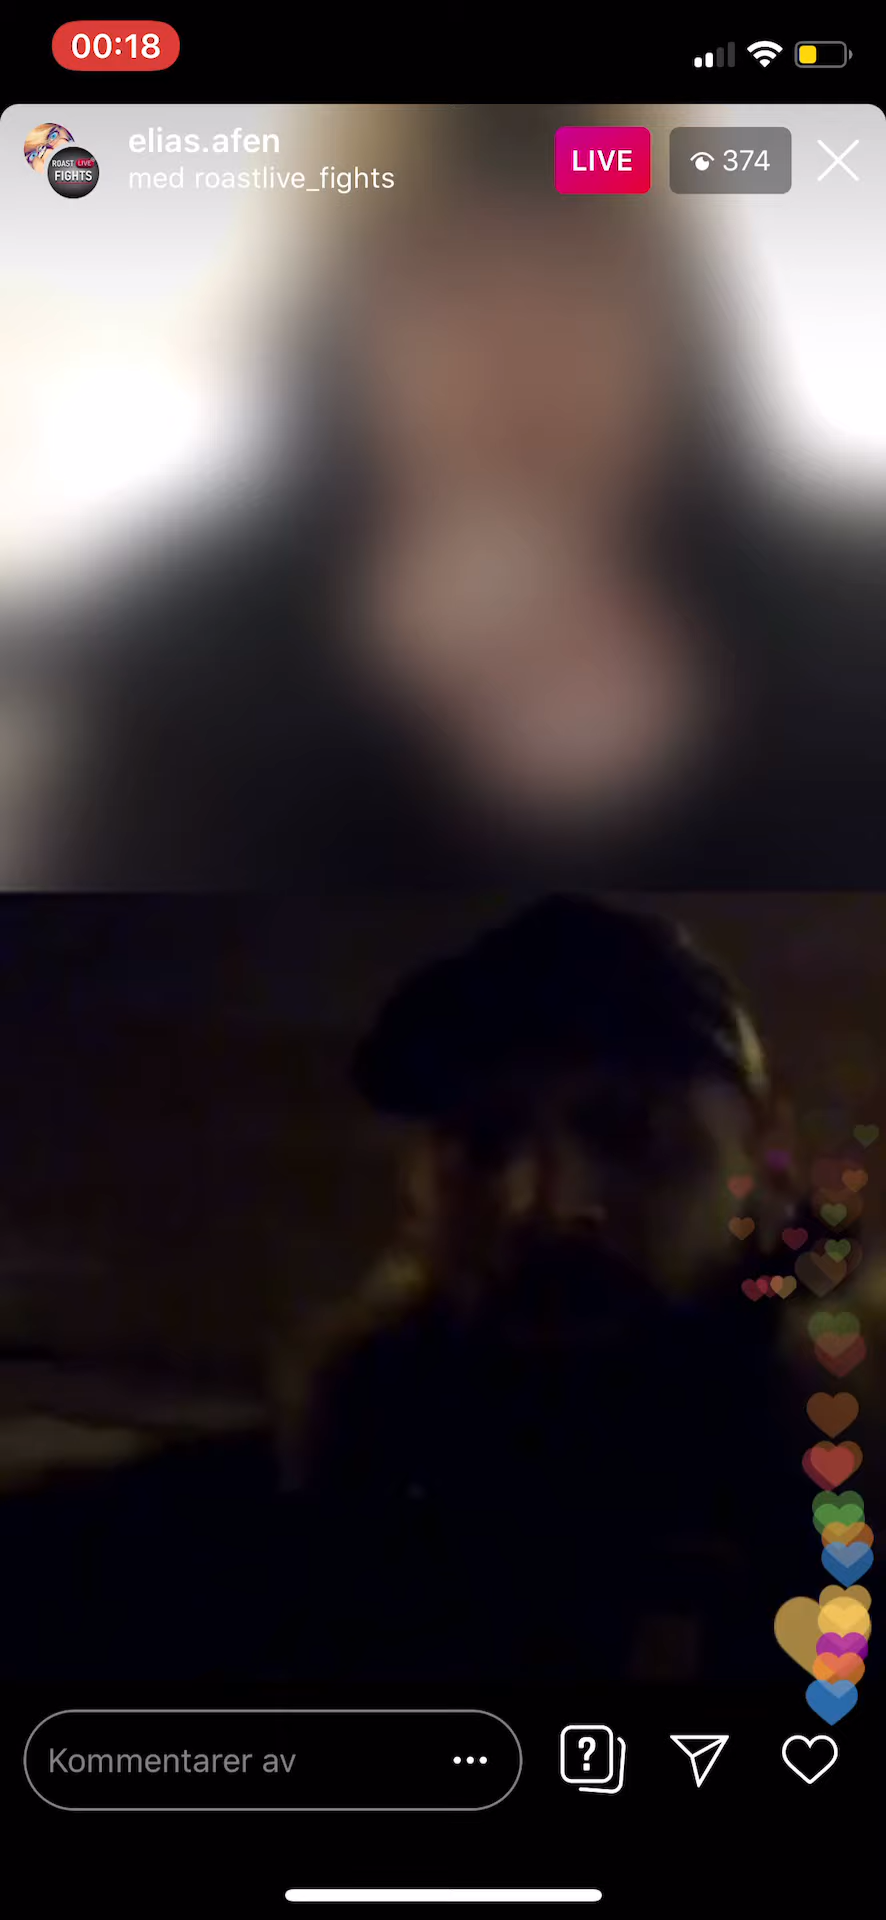 00:18
elias.afen
med roastlive_fights
LIVE
374
ROAST LIVE
FIGHTS
Kommentarer av
?